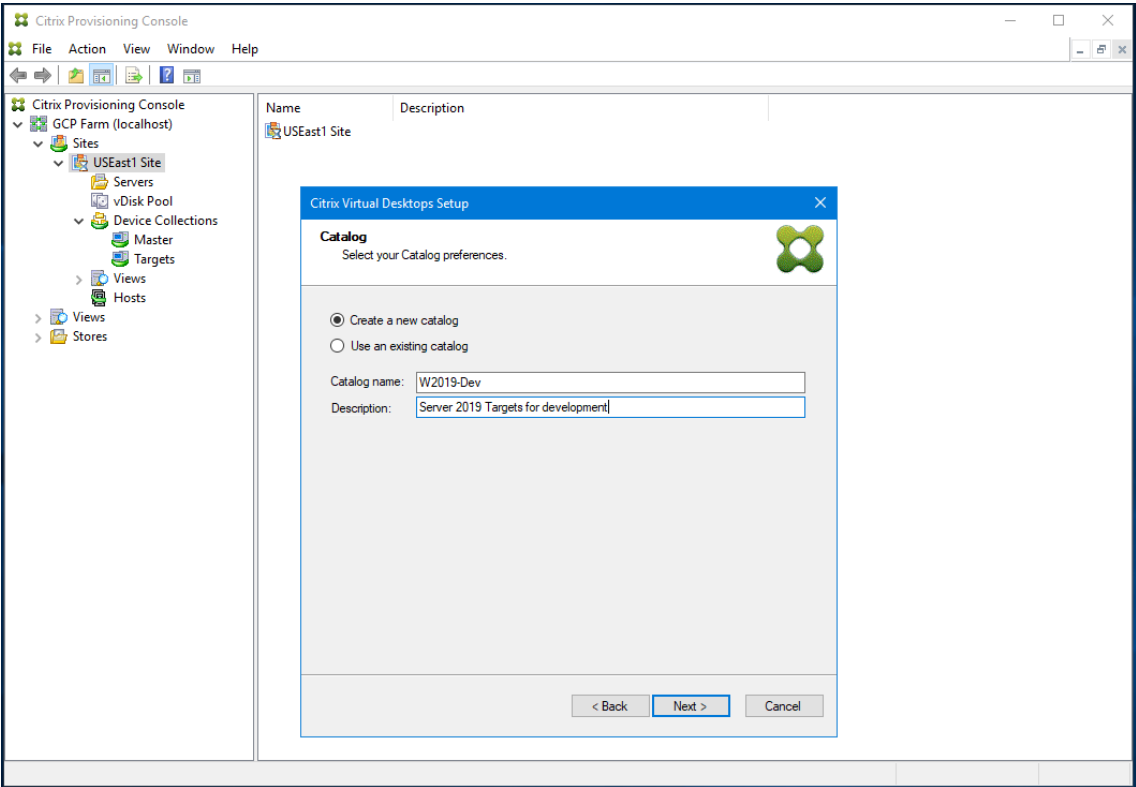 Citrix Provisioning Console
File Action View Window Help
Citrix Provisioning Console
GCP Farm (localhost)
Sites
USEast1 Site
Servers
vDisk Pool
Device Collections
Master
Targets
Views
Hosts
Views
Stores
Name Description
USEast1 Site
Citrix Virtual Desktops Setup
Catalog
Select your Catalog preferences.
Create a new catalog
Use an existing catalog
Catalog name: W2019-Dev
Description: Server 2019 Targets for development
< Back Next > Cancel